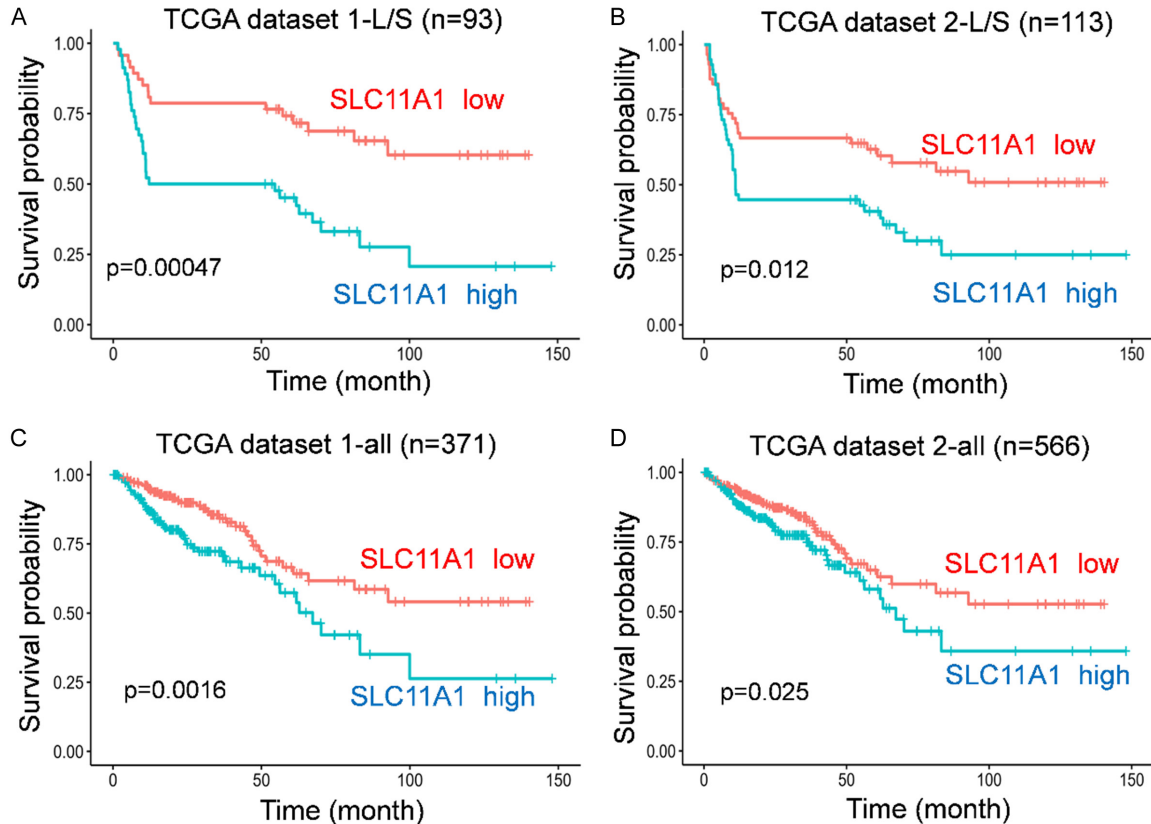 A
TCGA dataset 1-L/S (n=93)
Survival probability
1.00
0.75
0.50
0.25
0.00
SLC11A1 low
p=0.00047
SLC11A1 high
0
50
100
150
Time (month)
B
TCGA dataset 2-L/S (n=113)
Survival probability
1.00
0.75
0.50
0.25
0.00
SLC11A1 low
p=0.012
SLC11A1 high
0
50
100
150
Time (month)
C
TCGA dataset 1-all (n=371)
Survival probability
1.00
0.75
0.50
0.25
0.00
SLC11A1 low
p=0.0016
SLC11A1 high
0
50
100
150
Time (month)
D
TCGA dataset 2-all (n=566)
Survival probability
1.00
0.75
0.50
0.25
0.00
SLC11A1 low
p=0.025
SLC11A1 high
0
50
100
150
Time (month)